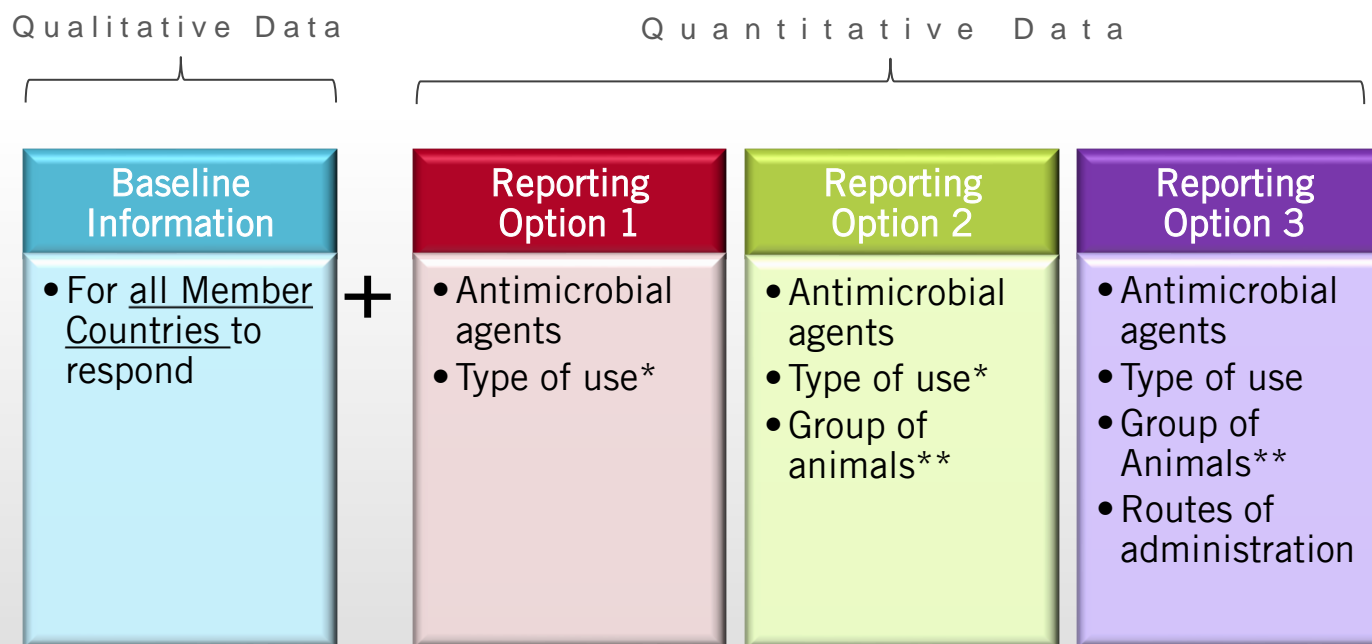 Qualitative Data
Quantitative Data
Baseline
Information
• For all Member
Countries to
respond
+
Reporting
Option 1
• Antimicrobial
agents
• Type of use*
Reporting
Option 2
• Antimicrobial
agents
• Type of use*
• Group of
animals**
Reporting
Option 3
• Antimicrobial
agents
• Type of use
• Group of
Animals**
• Routes of
administration